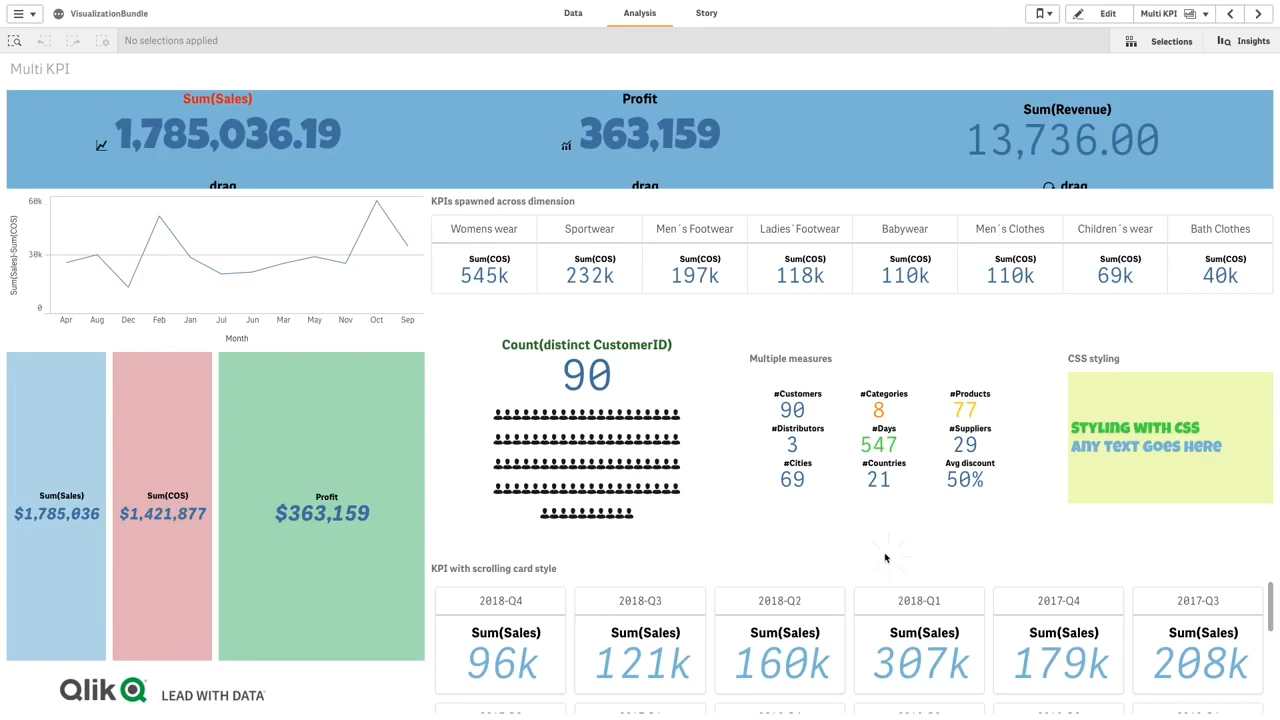 VisualizationBundle
Data
Analysis
Story
Edit
Multi KPI
No selections applied
Selections
Insights
Multi KPI
Sum(Sales)
1,785,036.19
drag
Profit
363,159
drag
Sum(Revenue)
13,736.00
drag
Sum(Sales)-Sum(COS)
60k
30k
0
Apr Aug Dec Feb Jan Jul Jun Mar May Nov Oct Sep
Month
KPIs spawned across dimension
Womens wear Sportwear Men´s Footwear Ladies´Footwear Babywear Men´s Clothes Children´s wear Bath Clothes
Sum(COS) Sum(COS) Sum(COS) Sum(COS) Sum(COS) Sum(COS) Sum(COS) Sum(COS)
545k 232k 197k 118k 110k 110k 69k 40k
Sum(Sales)
$1,785,036
Sum(COS)
$1,421,877
Profit
$363,159
Count(distinct CustomerID)
90
Multiple measures
#Customers #Categories #Products
90 8 77
#Distributors #Days #Suppliers
3 547 29
#Cities #Countries Avg discount
69 21 50%
CSS styling
STYLING WITH CSS
ANY TEXT GOES HERE
KPI with scrolling card style
2018-Q4 2018-Q3 2018-Q2 2018-Q1 2017-Q4 2017-Q3
Sum(Sales) Sum(Sales) Sum(Sales) Sum(Sales) Sum(Sales) Sum(Sales)
96k 121k 160k 307k 179k 208k
Qlik LEAD WITH DATA